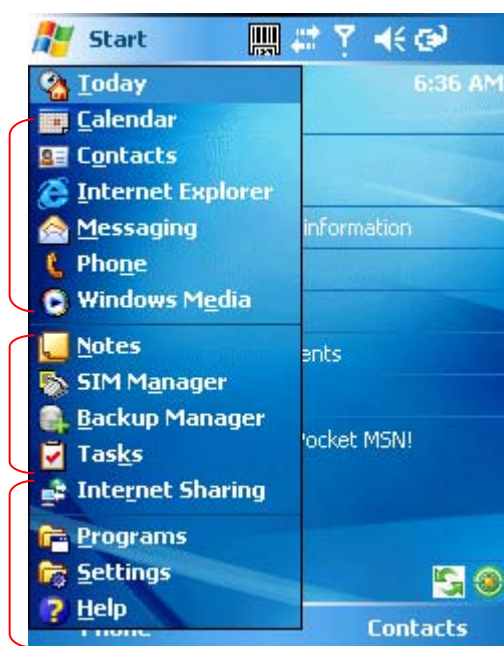 Start
Today
6:36 AM
Calendar
Contacts
Internet Explorer
Messaging
information
Phone
Windows Media
Notes
ents
SIM Manager
Backup Manager
Pocket MSN!
Tasks
Internet Sharing
Programs
Settings
Help
Phone
Contacts